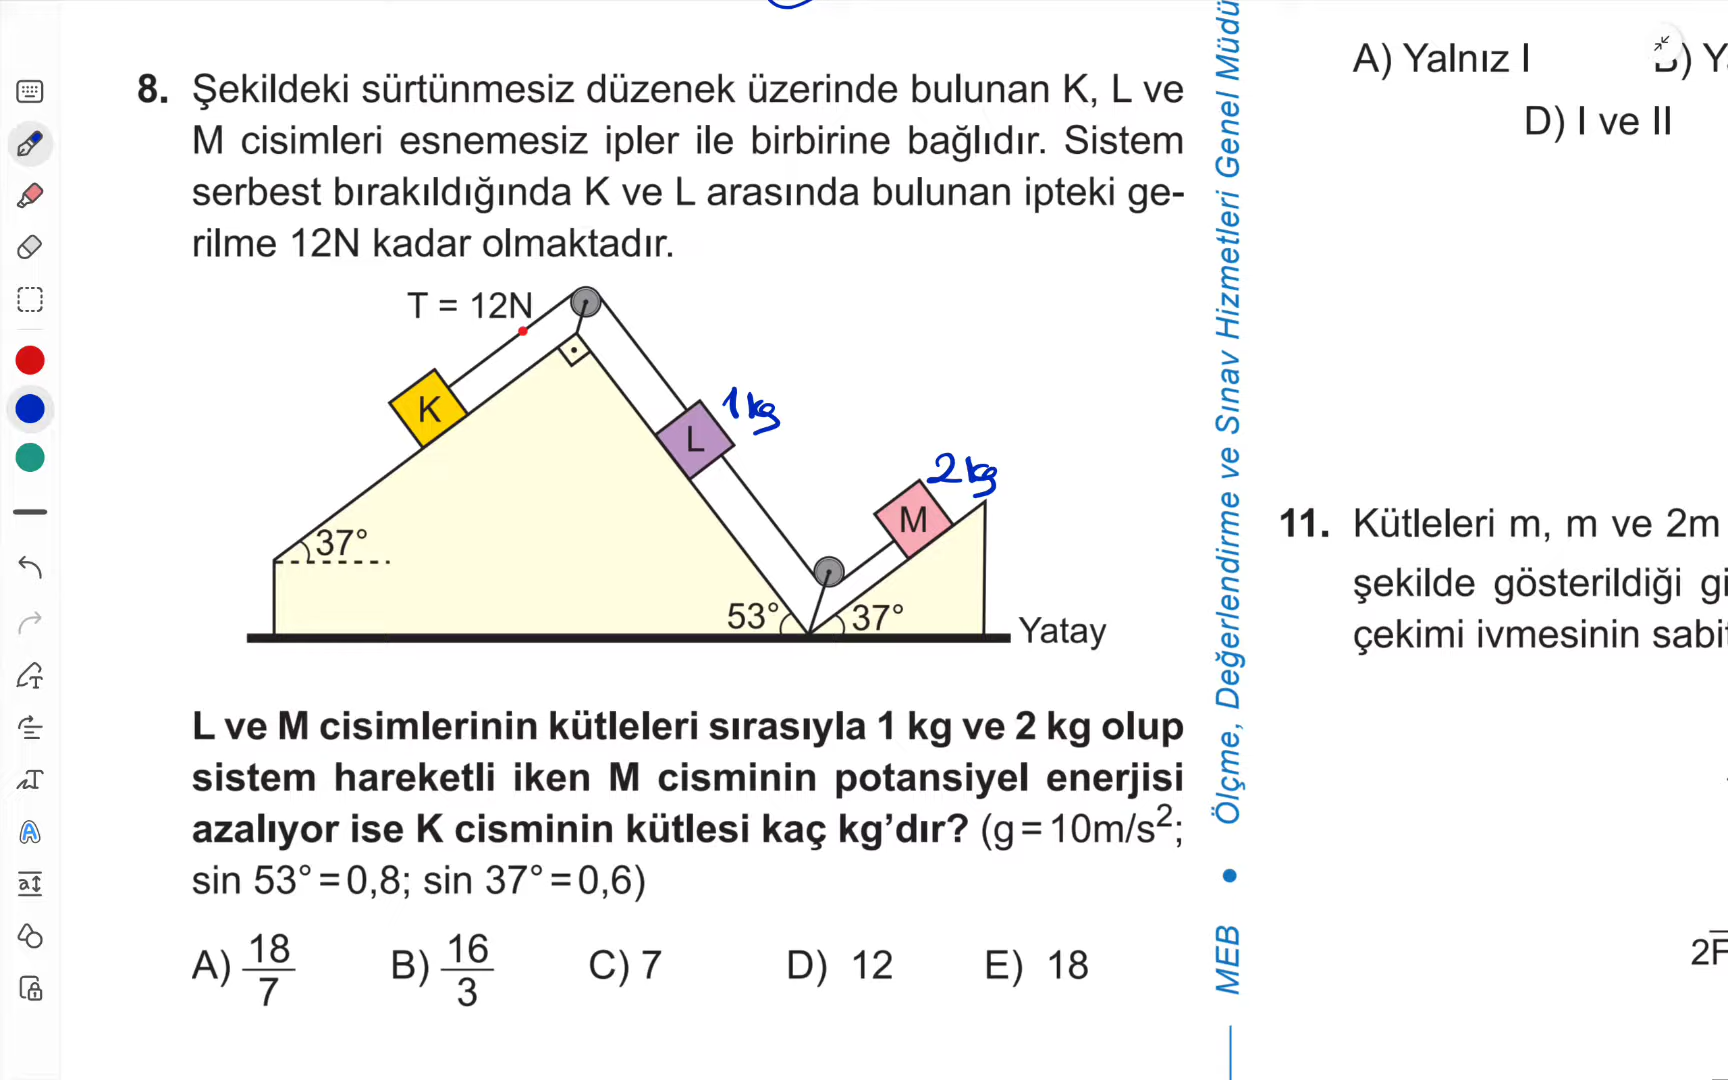 8. Şekildeki sürtünmesiz düzenek üzerinde bulunan K, L ve
M cisimleri esnemesiz ipler ile birbirine bağlıdır. Sistem
serbest bırakıldığında K ve L arasında bulunan ipteki ge-
rilme 12N kadar olmaktadır.
T = 12N
K
L
1kg
2kg
M
37°
53°
37°
Yatay
L ve M cisimlerinin kütleleri sırasıyla 1 kg ve 2 kg olup
sistem hareketli iken M cisminin potansiyel enerjisi
azalıyor ise K cisminin kütlesi kaç kg'dır? (g=10m/s²;
sin 53°=0,8; sin 37°=0,6)
A) 18/7 B) 16/3 C) 7 D) 12 E) 18
MEB • Ölçme, Değerlendirme ve Sınav Hizmetleri Genel Müdü
A) Yalnız I
D) I ve II
11. Kütleleri m, m ve 2m
şekilde gösterildiği gi
çekimi ivmesinin sabi
2F